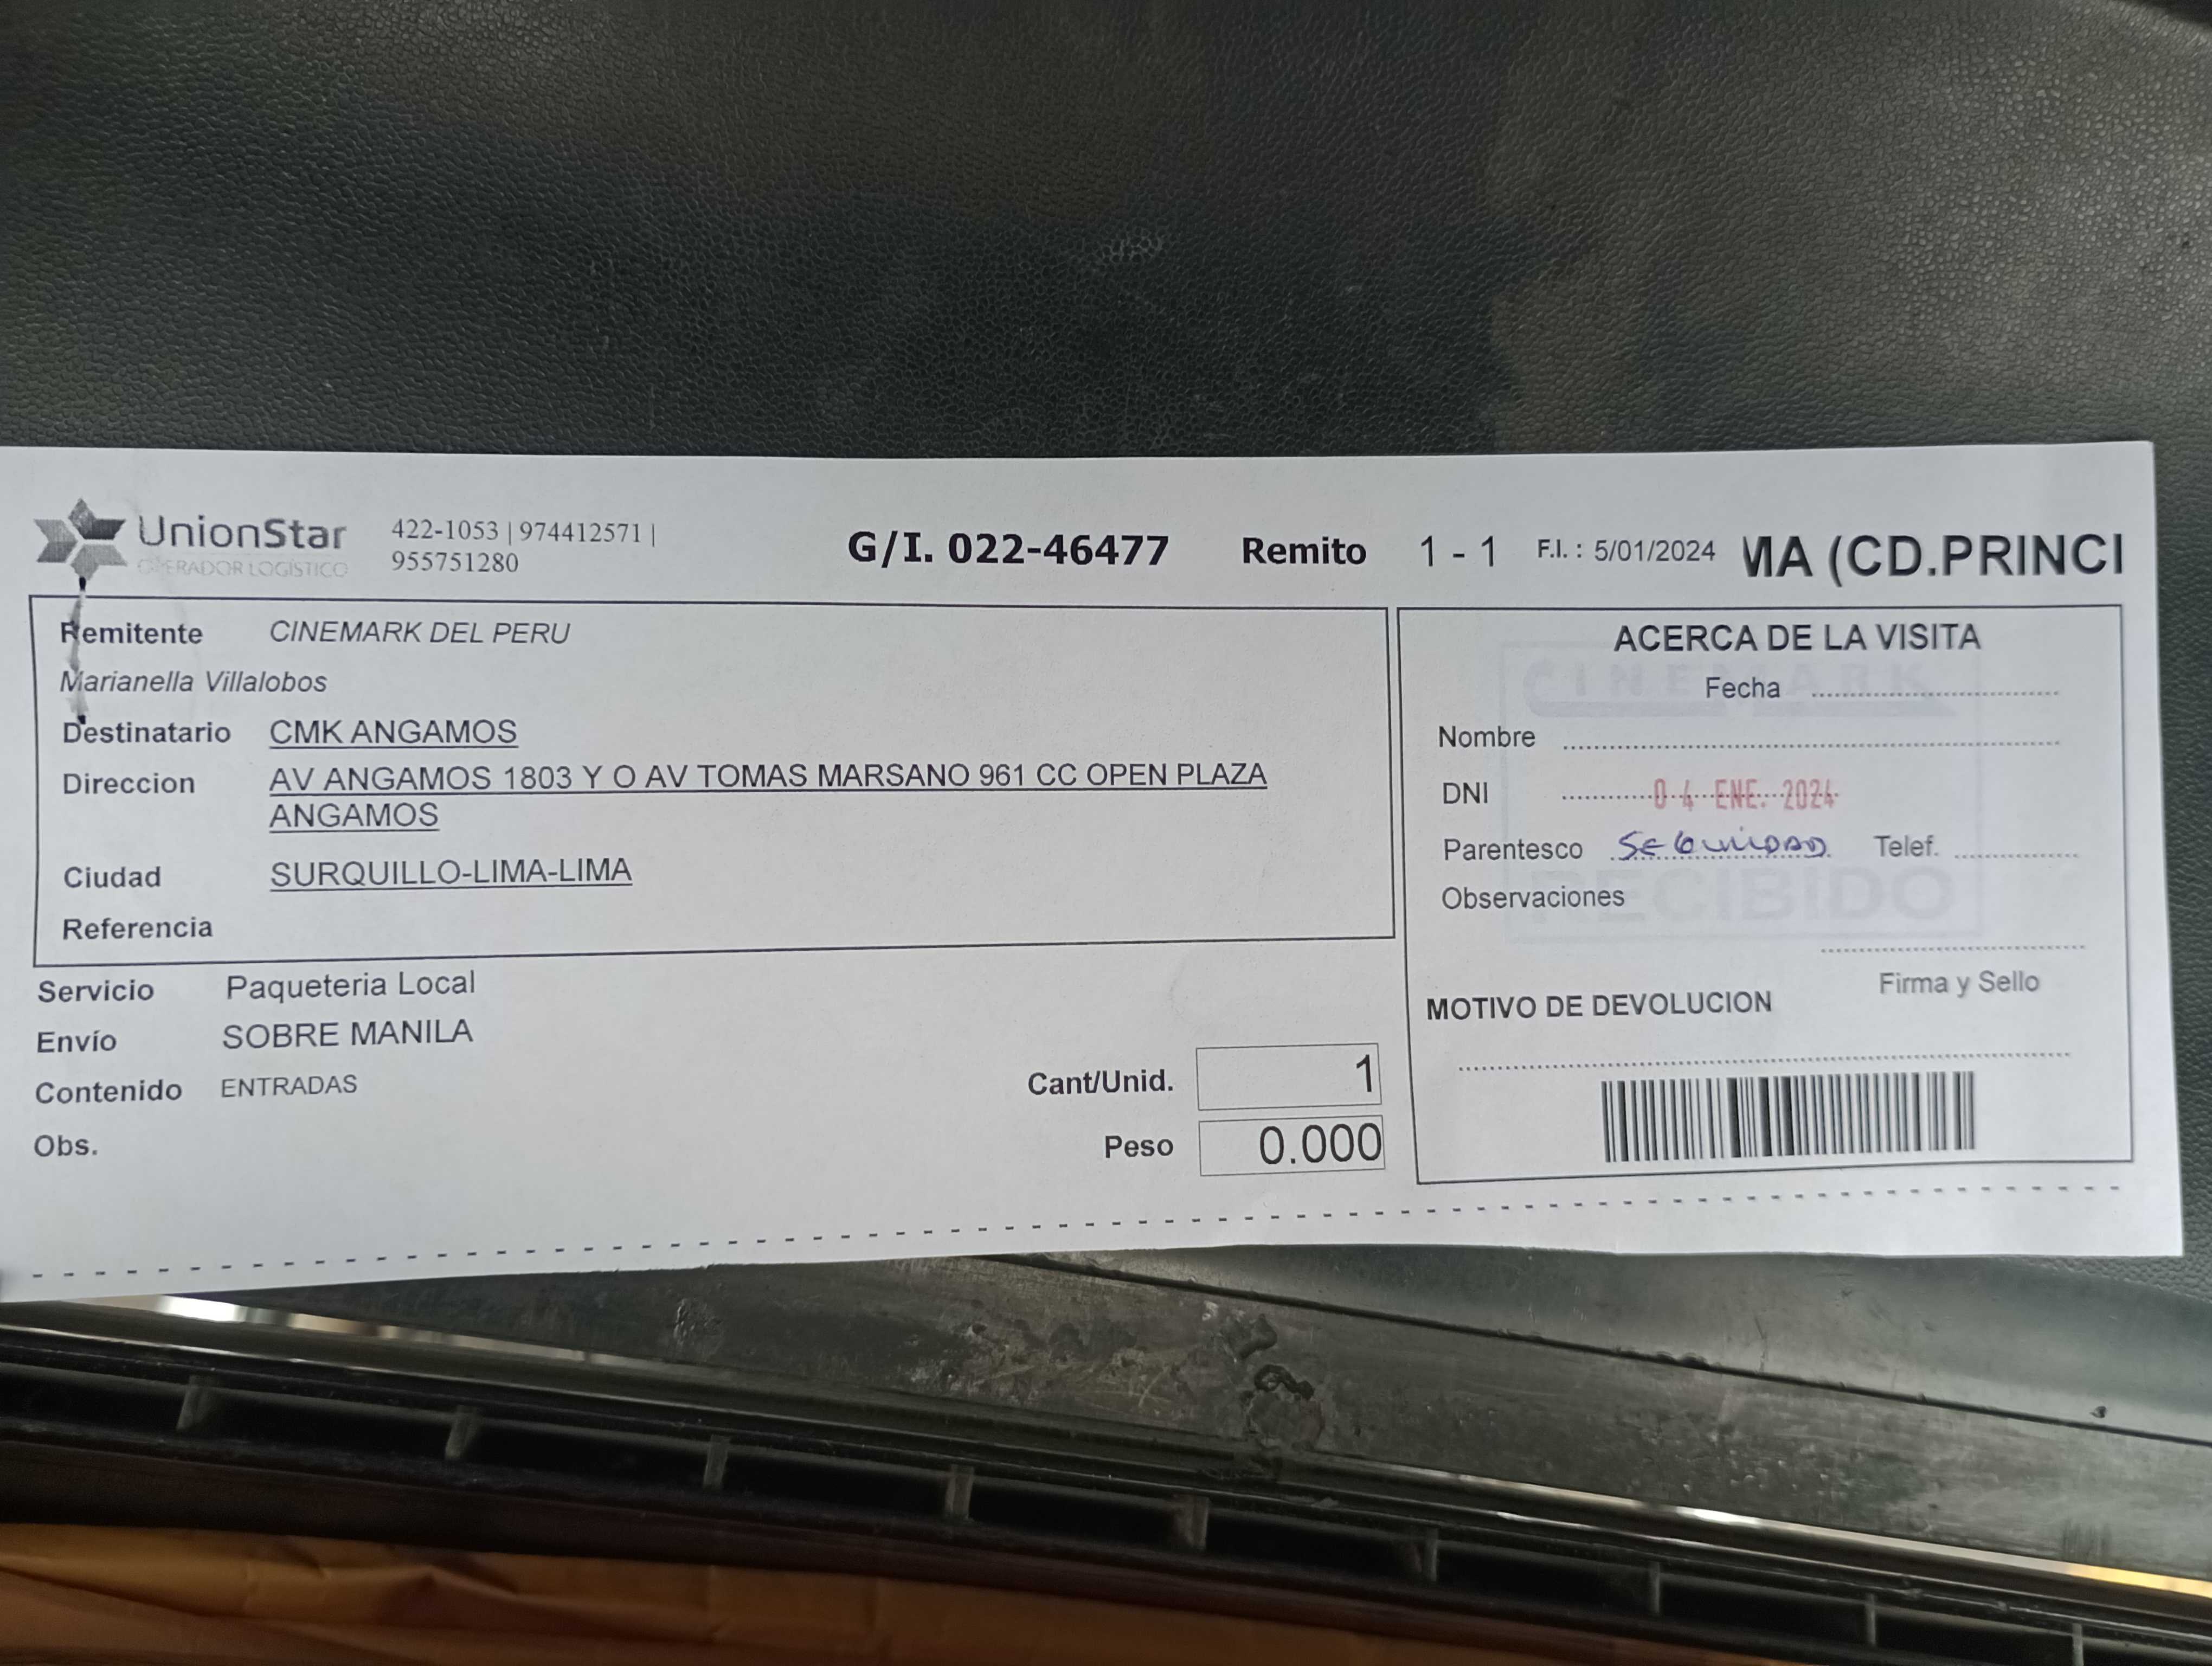 UnionStar
OPERADOR LOGÍSTICO
422-1053 | 974412571 |
955751280
G/I. 022-46477 Remito 1 - 1 F.I. : 5/01/2024 MA (CD.PRINCI
Remitente CINEMARK DEL PERU
Marianella Villalobos
Destinatario CMK ANGAMOS
Direccion AV ANGAMOS 1803 Y O AV TOMAS MARSANO 961 CC OPEN PLAZA
ANGAMOS
Ciudad SURQUILLO-LIMA-LIMA
Referencia
Servicio Paqueteria Local
Envío SOBRE MANILA
Contenido ENTRADAS
Obs.
Cant/Unid. 1
Peso 0.000
ACERCA DE LA VISITA
CINEMARK
Fecha
Nombre
DNI 04 ENE. 2024
Parentesco SEGURIDAD Telef.
Observaciones
RECIBIDO
Firma y Sello
MOTIVO DE DEVOLUCION